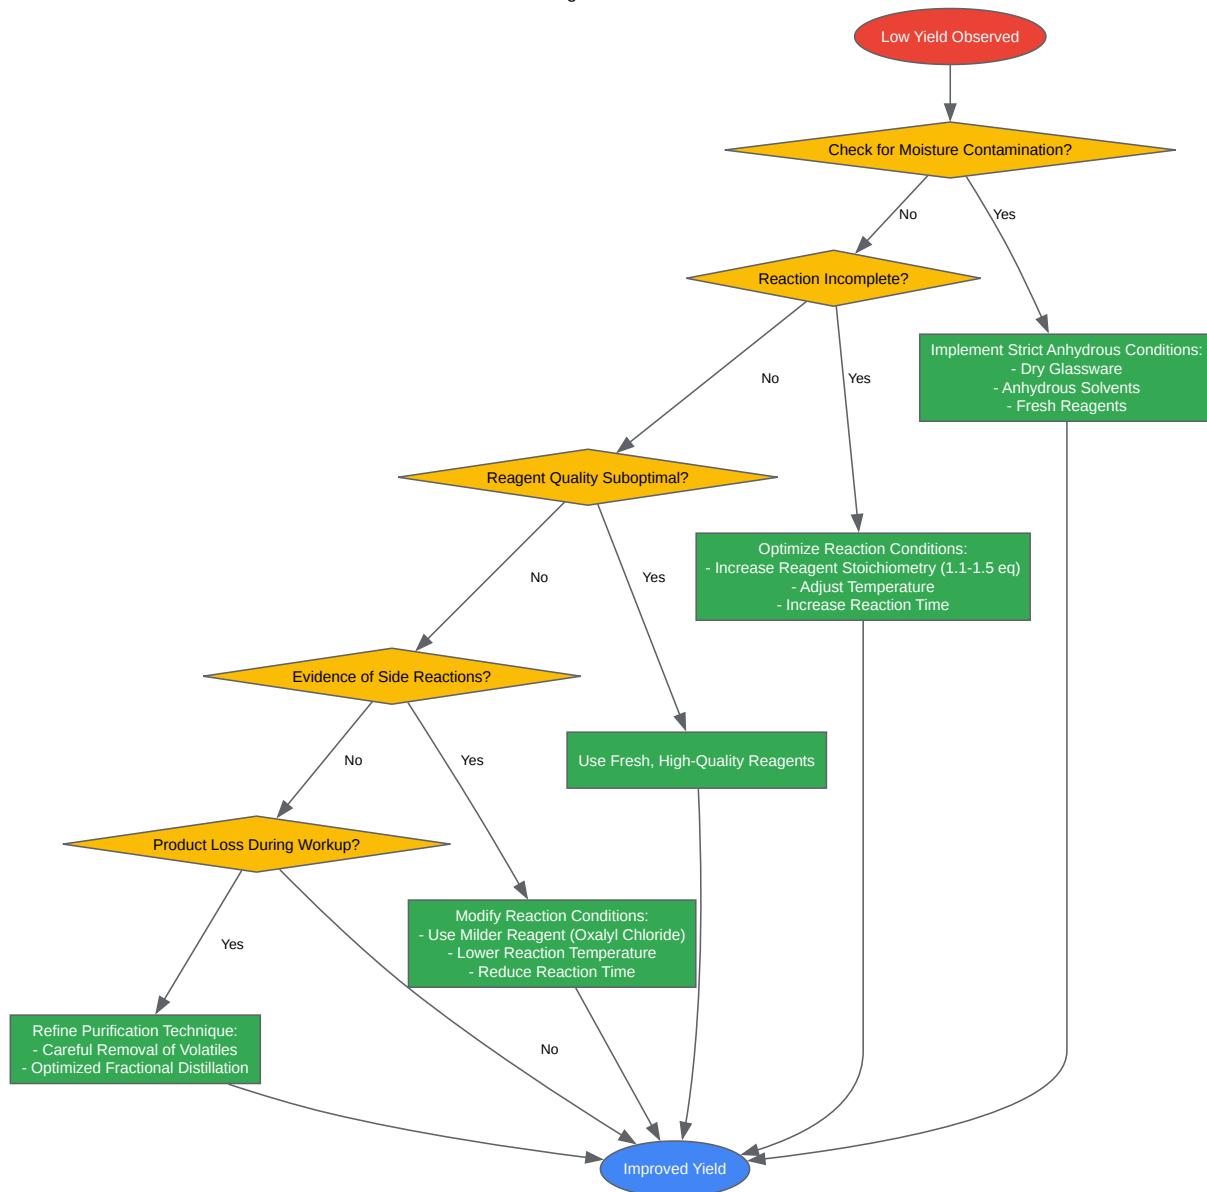 Low Yield Observed
Check for Moisture Contamination?
No
Yes
Reaction Incomplete?
Implement Strict Anhydrous Conditions:
- Dry Glassware
- Anhydrous Solvents
- Fresh Reagents
No
Yes
Reagent Quality Suboptimal?
Optimize Reaction Conditions:
- Increase Reagent Stoichiometry (1.1-1.5 eq)
- Adjust Temperature
- Increase Reaction Time
No
Yes
Evidence of Side Reactions?
Use Fresh, High-Quality Reagents
No
Yes
Product Loss During Workup?
Modify Reaction Conditions:
- Use Milder Reagent (Oxalyl Chloride)
- Lower Reaction Temperature
- Reduce Reaction Time
Yes
No
Refine Purification Technique:
- Careful Removal of Volatiles
- Optimized Fractional Distillation
Improved Yield